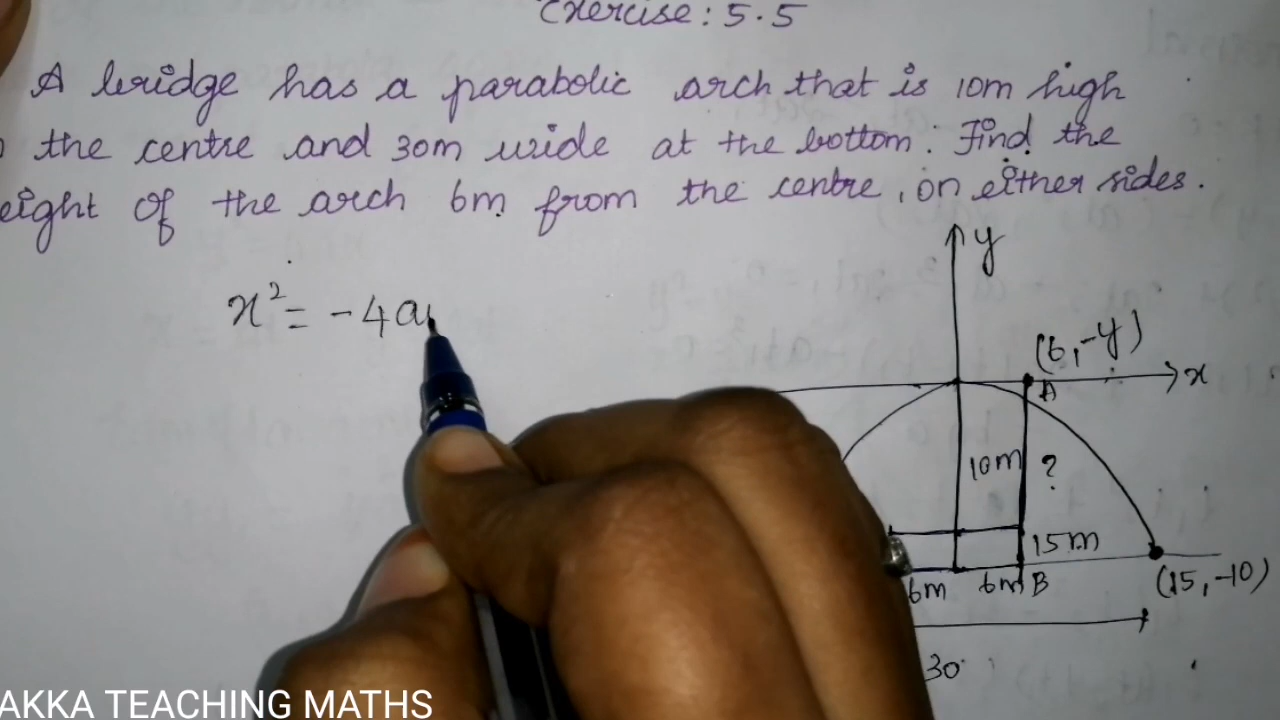 Exercise: 5.5
A bridge has a parabolic arch that is 10m high
the centre and 30m wide at the bottom. Find the
eight of the arch 6m from the centre, on either sides.
x² = -4a
y
(6,-y)
x
A
10m ?
15m
6m 6m B (15,-10)
30
AKKA TEACHING MATHS